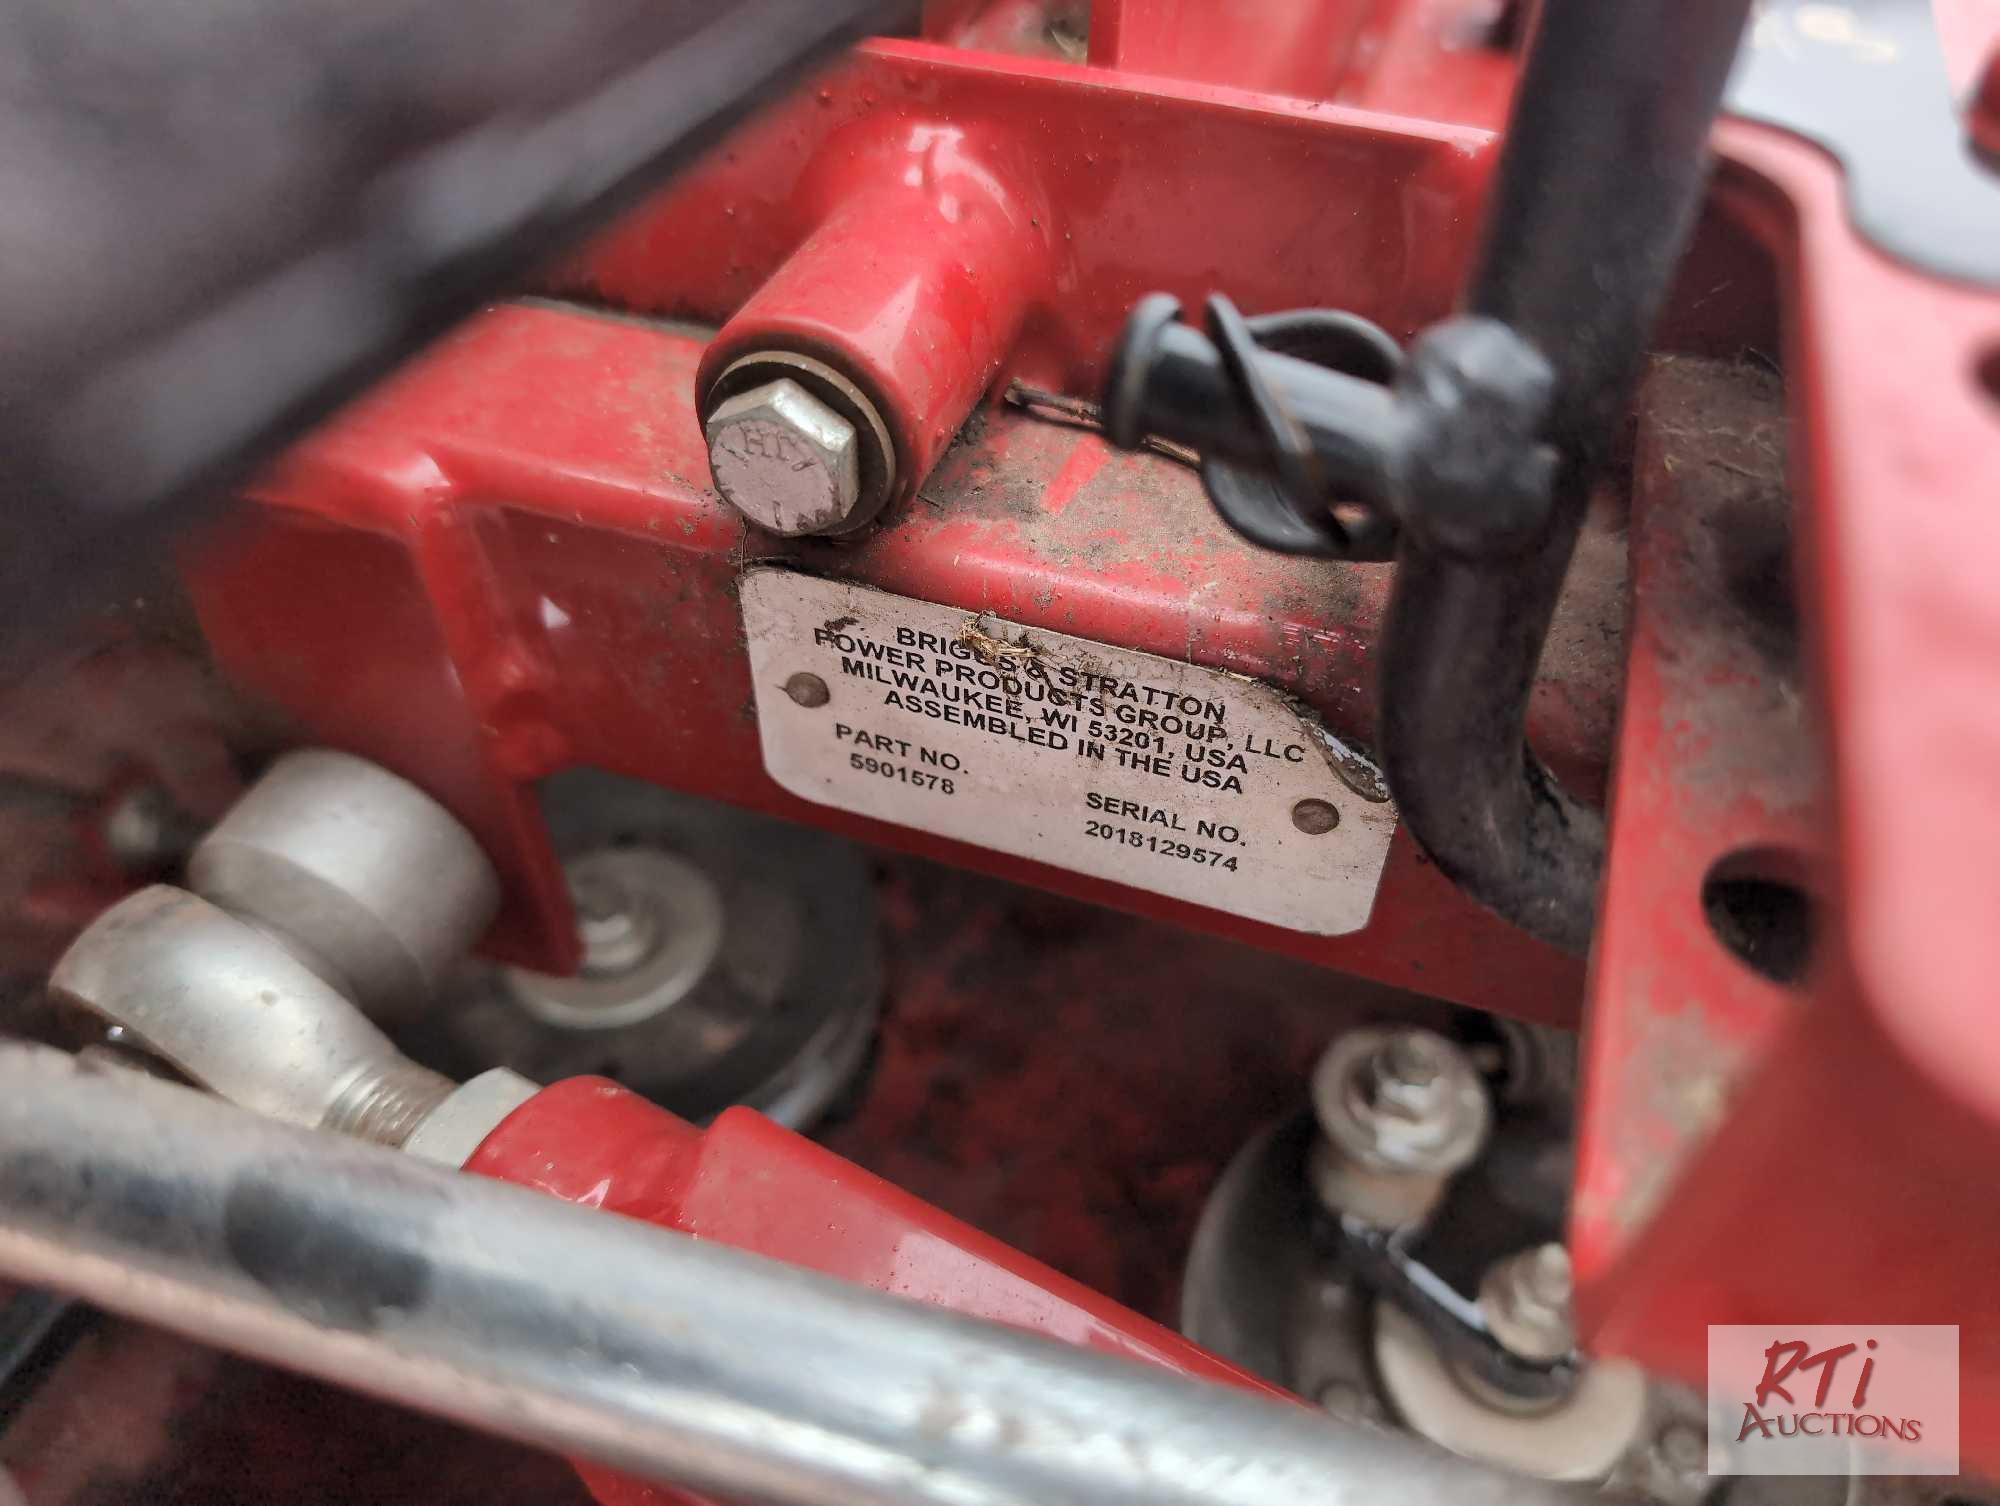 BRIGGS & STRATTON
POWER PRODUCTS GROUP, LLC
MILWAUKEE, WI 53201, USA
ASSEMBLED IN THE USA
PART NO.
5901578
SERIAL NO.
2018129574
RTi
AUCTIONS